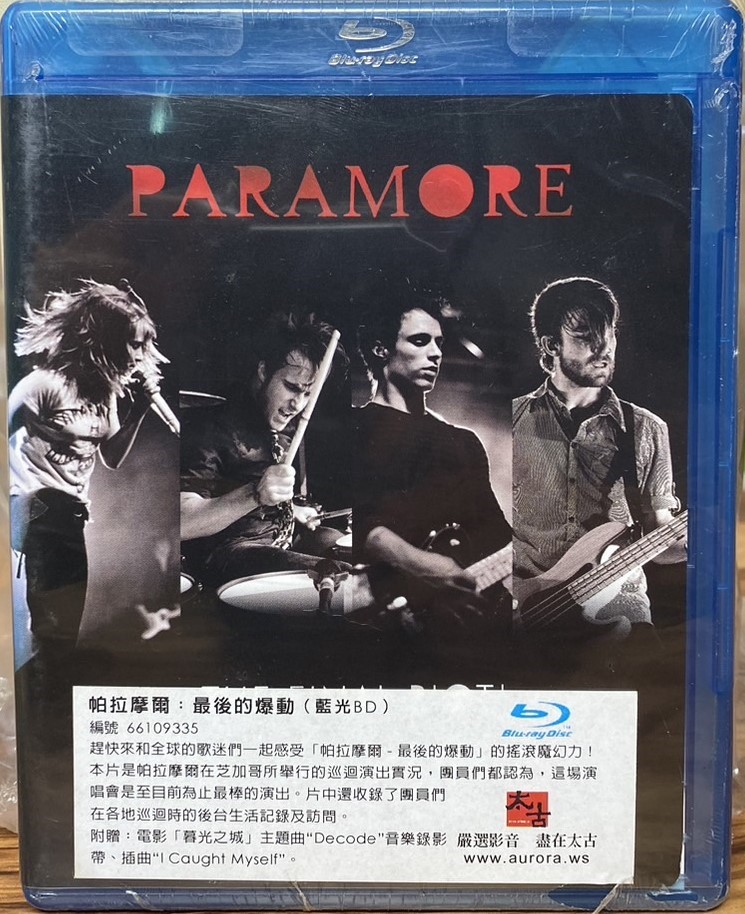 Blu-ray Disc
PARAMORE
帕拉摩爾：最後的爆動（藍光BD）
編號 66109335
Blu-ray Disc
趕快來和全球的歌迷們一起感受「帕拉摩爾 - 最後的爆動」的搖滾魔幻力！
本片是帕拉摩爾在芝加哥所舉行的巡迴演出實況，團員們都認為，這場演
唱會是至目前為止最棒的演出。片中還收錄了團員們
在各地巡迴時的後台生活記錄及訪問。
附贈：電影「暮光之城」主題曲“Decode”音樂錄影
帶、插曲“I Caught Myself”。
太古
嚴選影音 盡在太古
www.aurora.ws